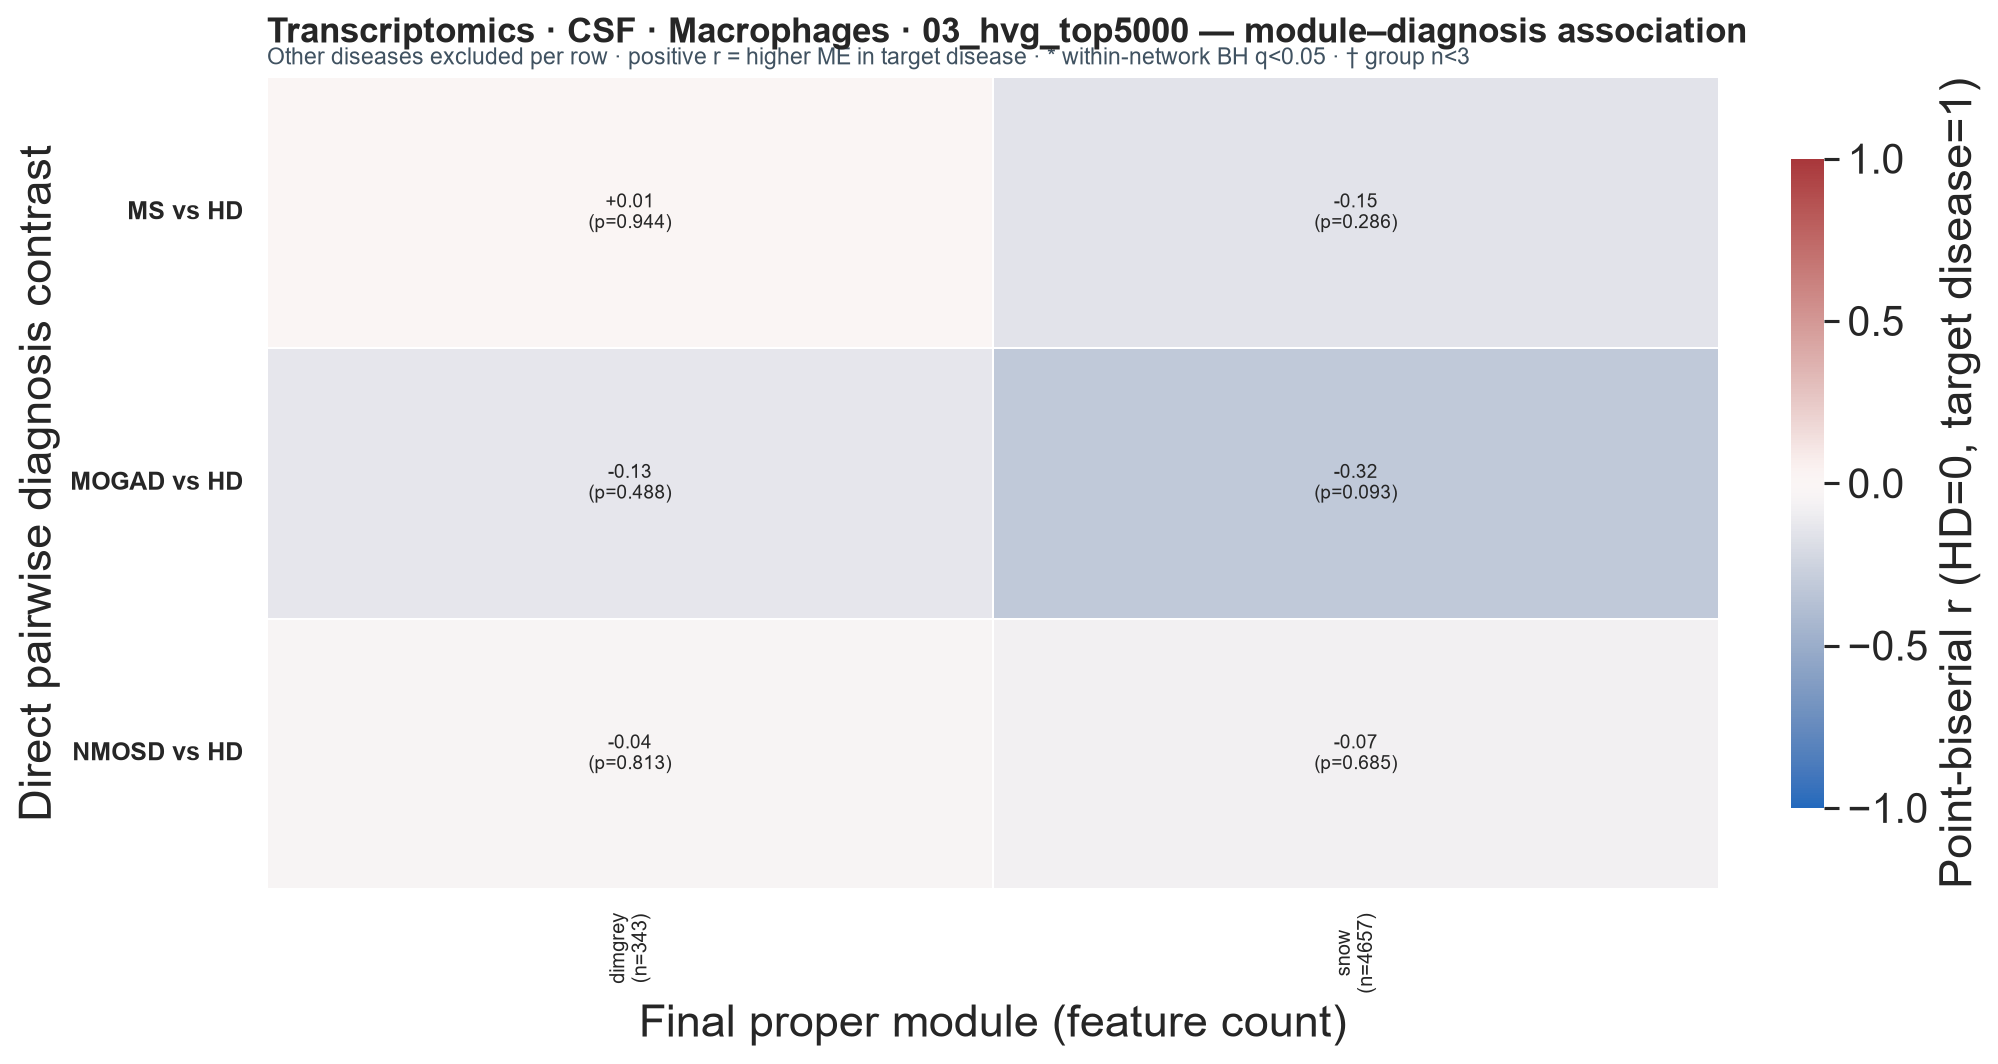 Transcriptomics · CSF · Macrophages · 03_hvg_top5000 — module–diagnosis association
Other diseases excluded per row · positive r = higher ME in target disease · * within-network BH q<0.05 · † group n<3
Direct pairwise diagnosis contrast
MS vs HD
+0.01
(p=0.944)
-0.15
(p=0.286)
MOGAD vs HD
-0.13
(p=0.488)
-0.32
(p=0.093)
NMOSD vs HD
-0.04
(p=0.813)
-0.07
(p=0.685)
dimgrey
(n=343)
snow
(n=4657)
Final proper module (feature count)
1.0
0.5
0.0
−0.5
−1.0
Point-biserial r (HD=0, target disease=1)